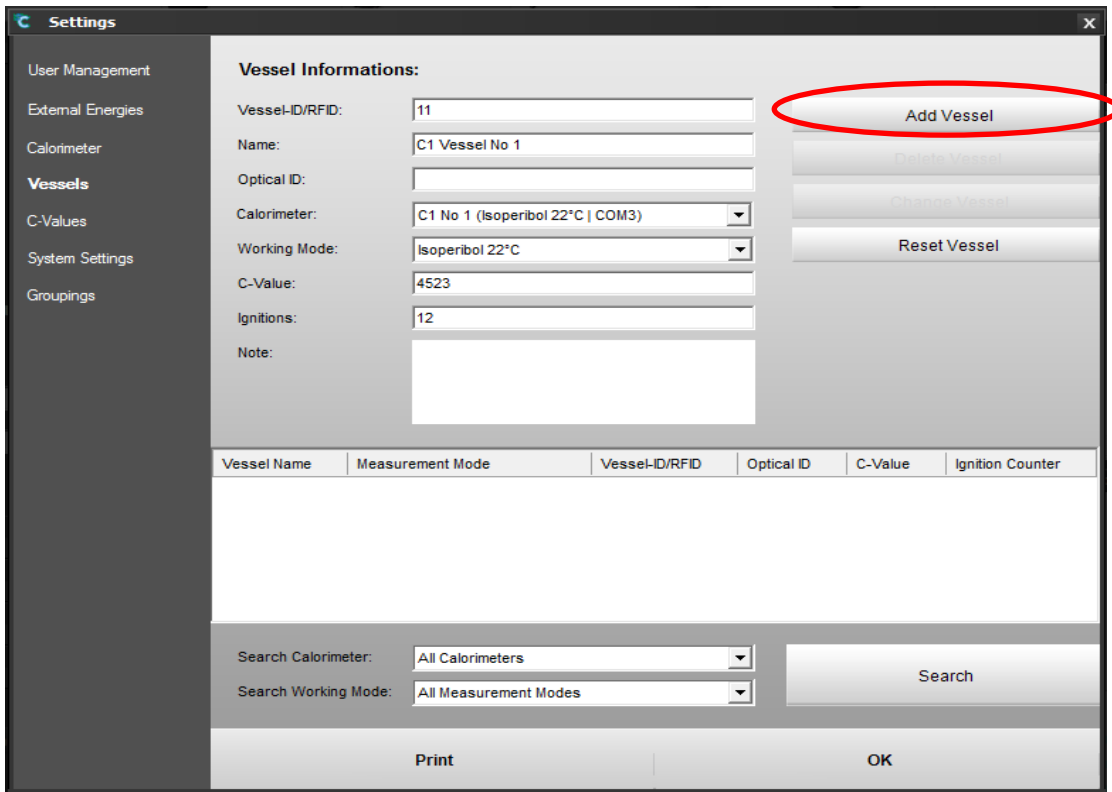 Settings
x
User Management
External Energies
Calorimeter
Vessels
C-Values
System Settings
Groupings
Vessel Informations:
Vessel-ID/RFID: 11
Name: C1 Vessel No 1
Optical ID:
Calorimeter: C1 No 1 (Isoperibol 22°C | COM3)
Working Mode: Isoperibol 22°C
C-Value: 4523
Ignitions: 12
Note:
Add Vessel
Delete Vessel
Change Vessel
Reset Vessel
Vessel Name Measurement Mode Vessel-ID/RFID Optical ID C-Value Ignition Counter
Search Calorimeter: All Calorimeters
Search Working Mode: All Measurement Modes
Search
Print OK